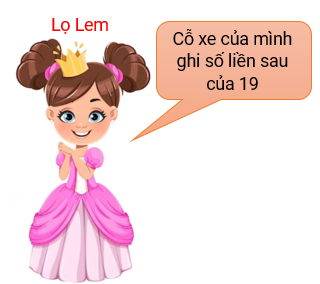 Lọ Lem
Cỗ xe của mình
ghi số liền sau
của 19